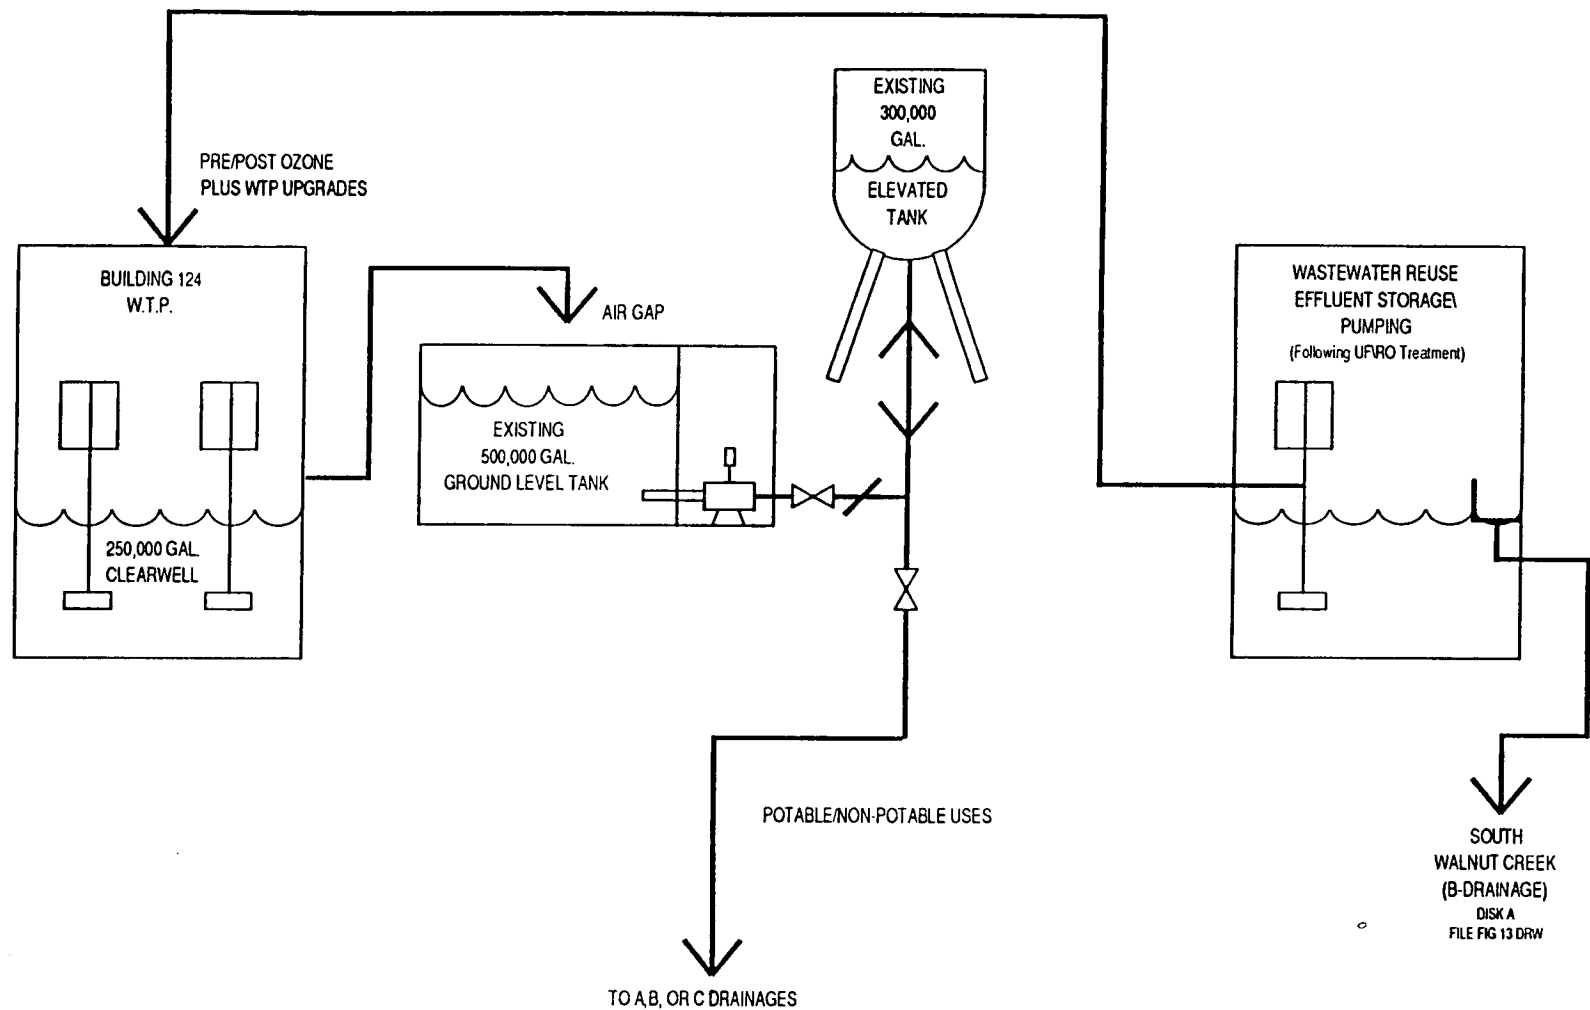 EXISTING
300,000
GAL.
ELEVATED
TANK
PRE/POST OZONE
PLUS WTP UPGRADES
BUILDING 124
W.T.P.
250,000 GAL.
CLEARWELL
AIR GAP
EXISTING
500,000 GAL.
GROUND LEVEL TANK
WASTEWATER REUSE
EFFLUENT STORAGE\
PUMPING
(Following UF\RO Treatment)
POTABLE/NON-POTABLE USES
SOUTH
WALNUT CREEK
(B-DRAINAGE)
DISK A
FILE FIG 13 DRW
TO A,B, OR C DRAINAGES